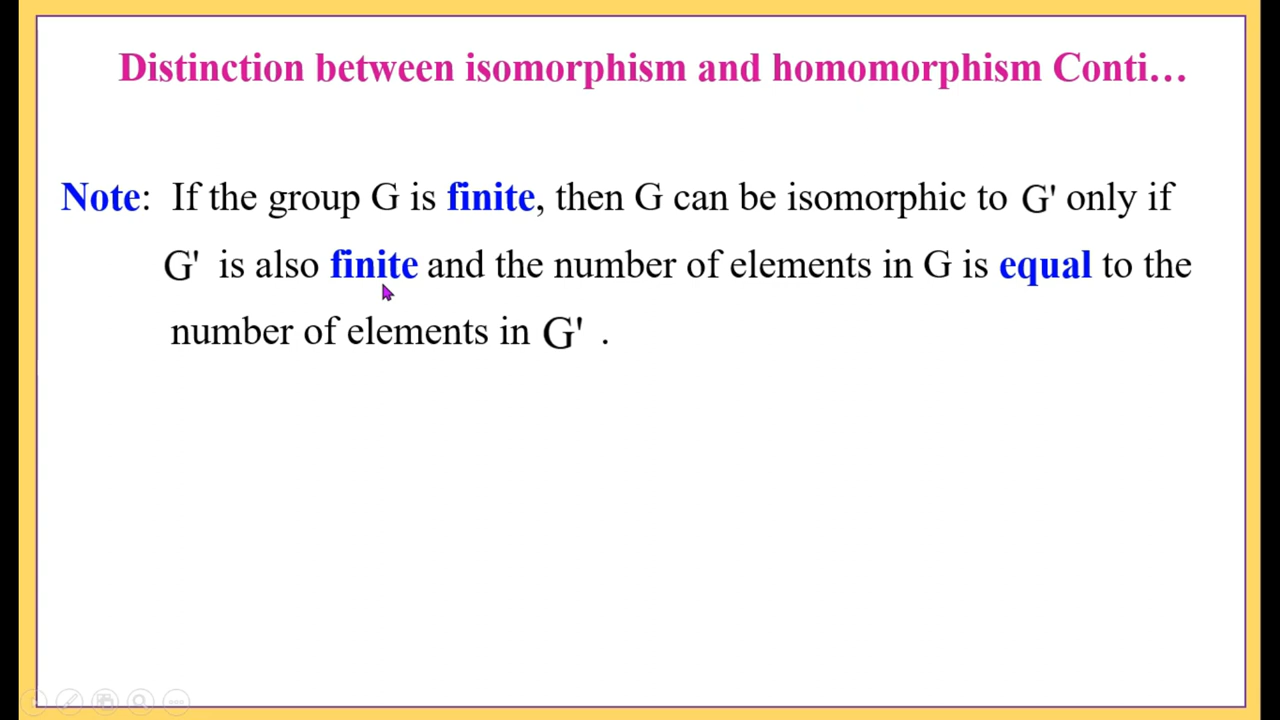 Distinction between isomorphism and homomorphism Conti…
Note: If the group G is finite, then G can be isomorphic to G' only if
G' is also finite and the number of elements in G is equal to the
number of elements in G' .